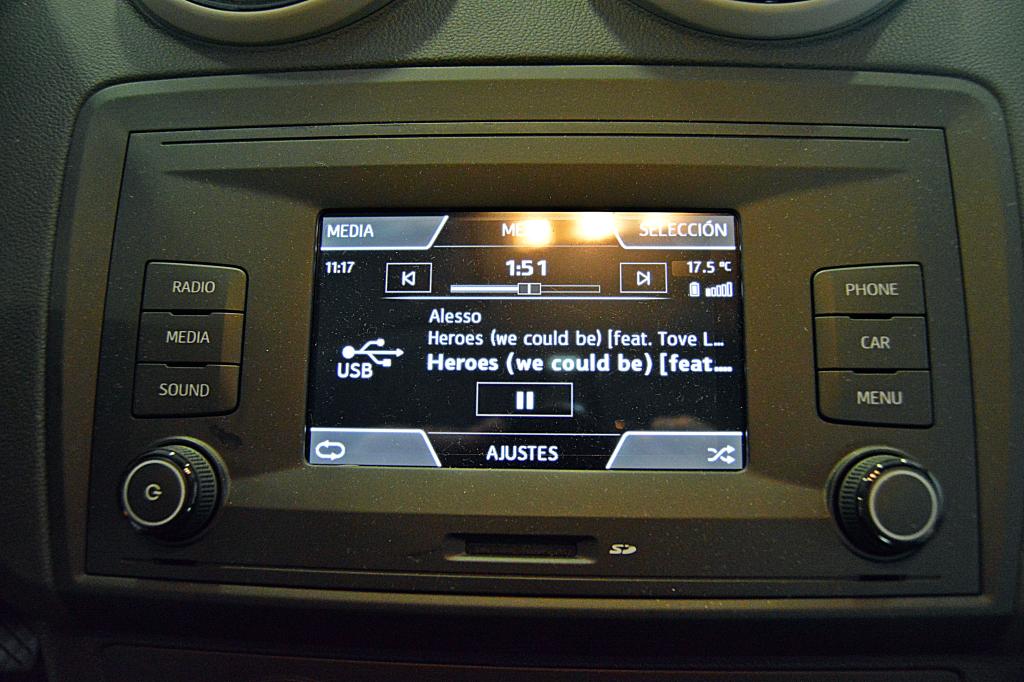 MEDIA
SELECCIÓN
11:17
1:51
17.5 °C
Alesso
Heroes (we could be) [feat. Tove L...
Heroes (we could be) [feat....
USB
AJUSTES
RADIO
MEDIA
SOUND
PHONE
CAR
MENU
SD